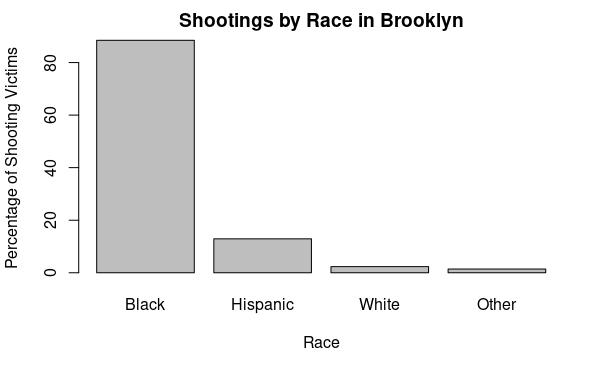 Shootings by Race in Brooklyn
Percentage of Shooting Victims
80
60
40
20
0
Black Hispanic White Other
Race